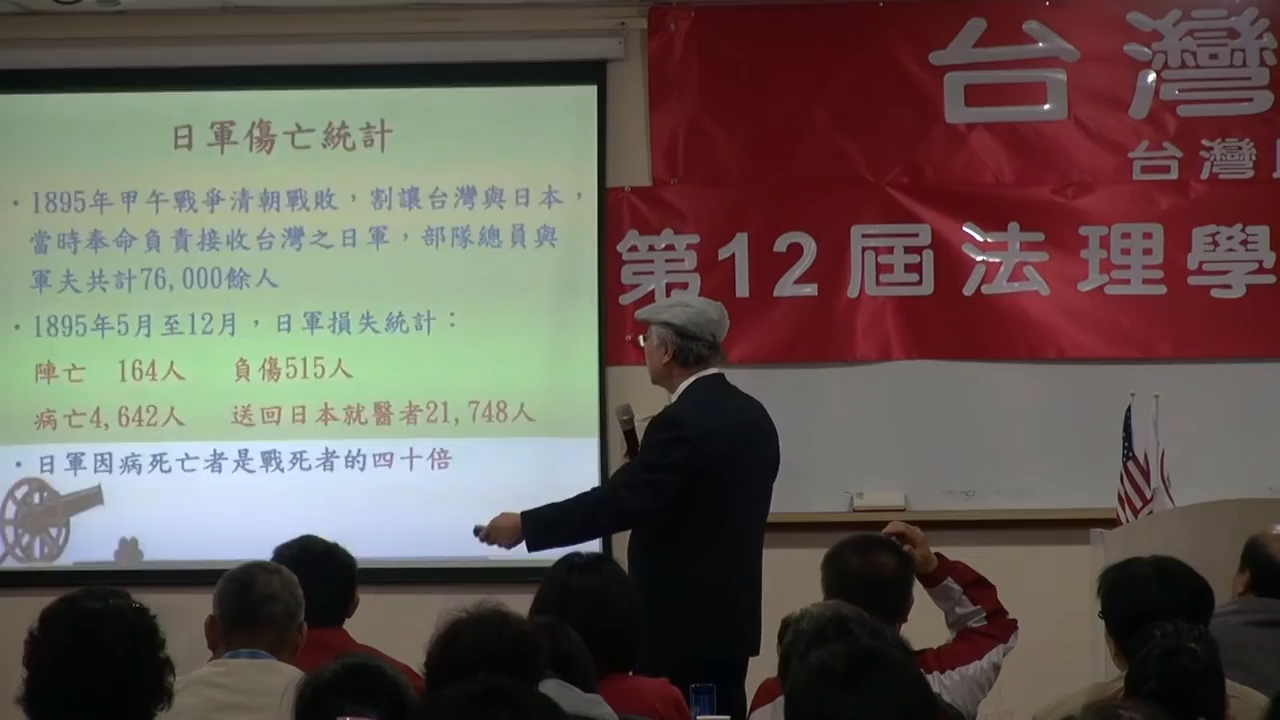 日軍傷亡統計
・1895年甲午戰爭清朝戰敗，割讓台灣與日本，
當時奉命負責接收台灣之日軍，部隊總員與
軍夫共計76,000餘人
・1895年5月至12月，日軍損失統計：
陣亡 164人 負傷515人
病亡4,642人 送回日本就醫者21,748人
・日軍因病死亡者是戰死者的四十倍
台灣
台灣
第12屆法理學